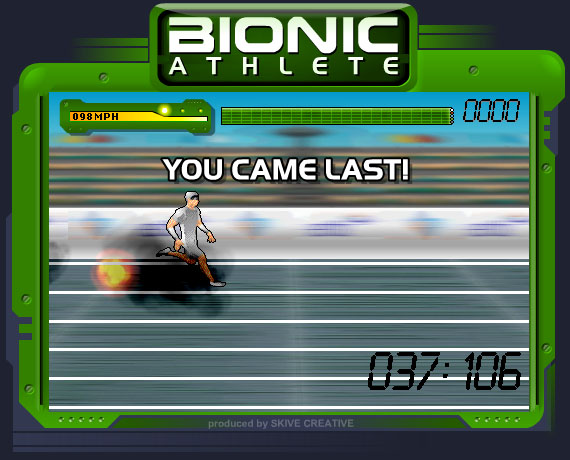 BIONIC
ATHLETE
098MPH
0000
YOU CAME LAST!
037:106
produced by SKIVE CREATIVE